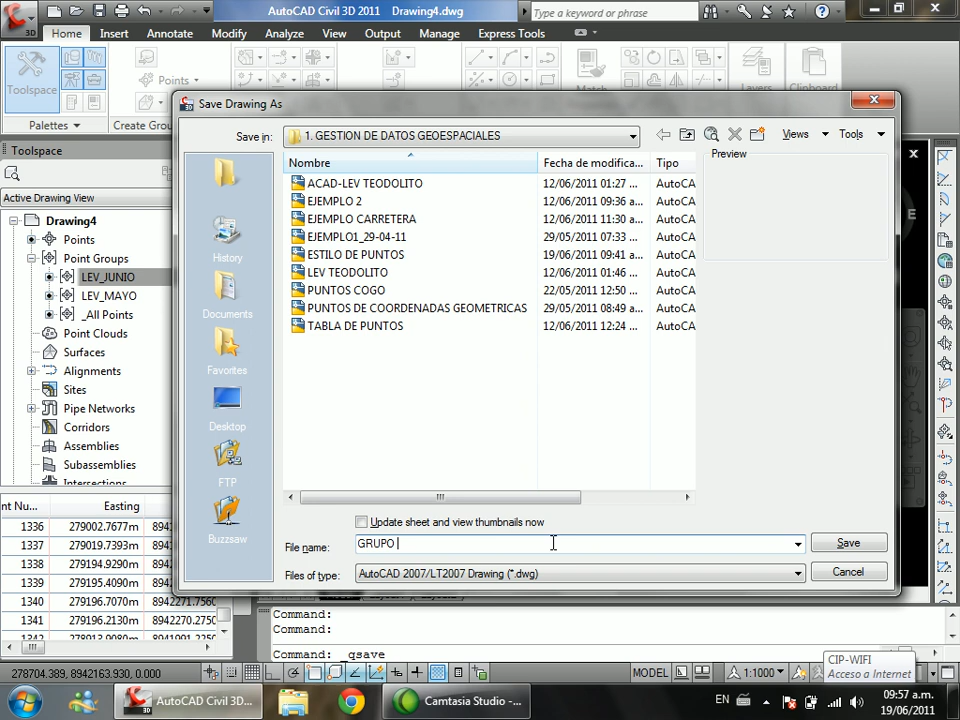 AutoCAD Civil 3D 2011 Drawing4.dwg
Type a keyword or phrase
3D
Home Insert Annotate Modify Analyze View Output Manage Express Tools
Toolspace
Points
Palettes
Create Grou
Layers
Clipboard
Toolspace
Active Drawing View
Drawing4
Points
Point Groups
LEV_JUNIO
LEV_MAYO
_All Points
Point Clouds
Surfaces
Alignments
Sites
Pipe Networks
Corridors
Assemblies
Subassemblies
nt Nu... Easting
1336 279002.7677m
1337 279019.7393m
1338 279194.9290m
1339 279195.4090m
1340 279196.7070m 8942271.7560
1341 279196.2130m 8942270.2750
Save Drawing As
Save in: 1. GESTION DE DATOS GEOESPACIALES
Views Tools
Nombre Fecha de modifica... Tipo
ACAD-LEV TEODOLITO 12/06/2011 01:27 ... AutoCA
EJEMPLO 2 12/06/2011 09:36 a... AutoCA
EJEMPLO CARRETERA 12/06/2011 11:30 a... AutoCA
EJEMPLO1_29-04-11 29/05/2011 07:33 ... AutoCA
ESTILO DE PUNTOS 19/06/2011 09:41 a... AutoCA
LEV TEODOLITO 12/06/2011 01:46 ... AutoCA
PUNTOS COGO 22/05/2011 12:50 ... AutoCA
PUNTOS DE COORDENADAS GEOMETRICAS 29/05/2011 08:49 a... AutoCA
TABLA DE PUNTOS 12/06/2011 12:24 ... AutoCA
Preview
History
Documents
Favorites
Desktop
FTP
Buzzsaw
Update sheet and view thumbnails now
File name: GRUPO
Save
Files of type: AutoCAD 2007/LT2007 Drawing (*.dwg)
Cancel
E
Command:
Command:
Command: _qsave
278704.389, 8942163.930, 0.000
MODEL
1:1000
CIP-WIFI
Acceso a Internet
AutoCAD Civil 3D...
Camtasia Studio - ...
EN
09:57 a.m.
19/06/2011